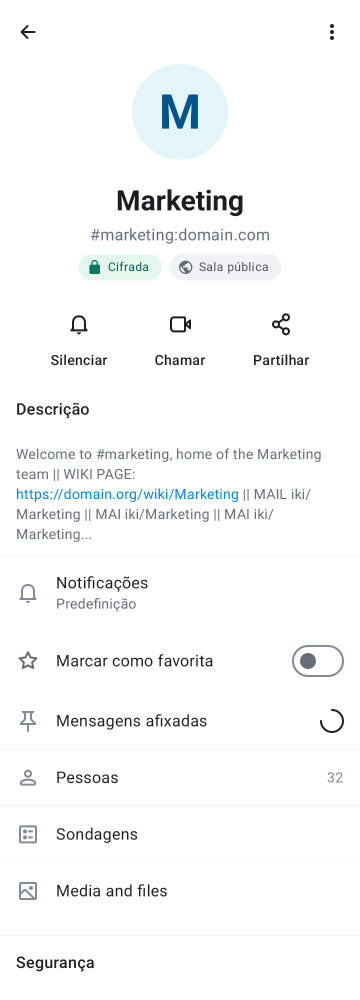 M
Marketing
#marketing:domain.com
Cifrada
Sala pública
Silenciar
Chamar
Partilhar
Descrição
Welcome to #marketing, home of the Marketing
team || WIKI PAGE:
https://domain.org/wiki/Marketing || MAIL iki/
Marketing || MAI iki/Marketing || MAI iki/
Marketing...
Notificações
Predefinição
Marcar como favorita
Mensagens afixadas
Pessoas 32
Sondagens
Media and files
Segurança